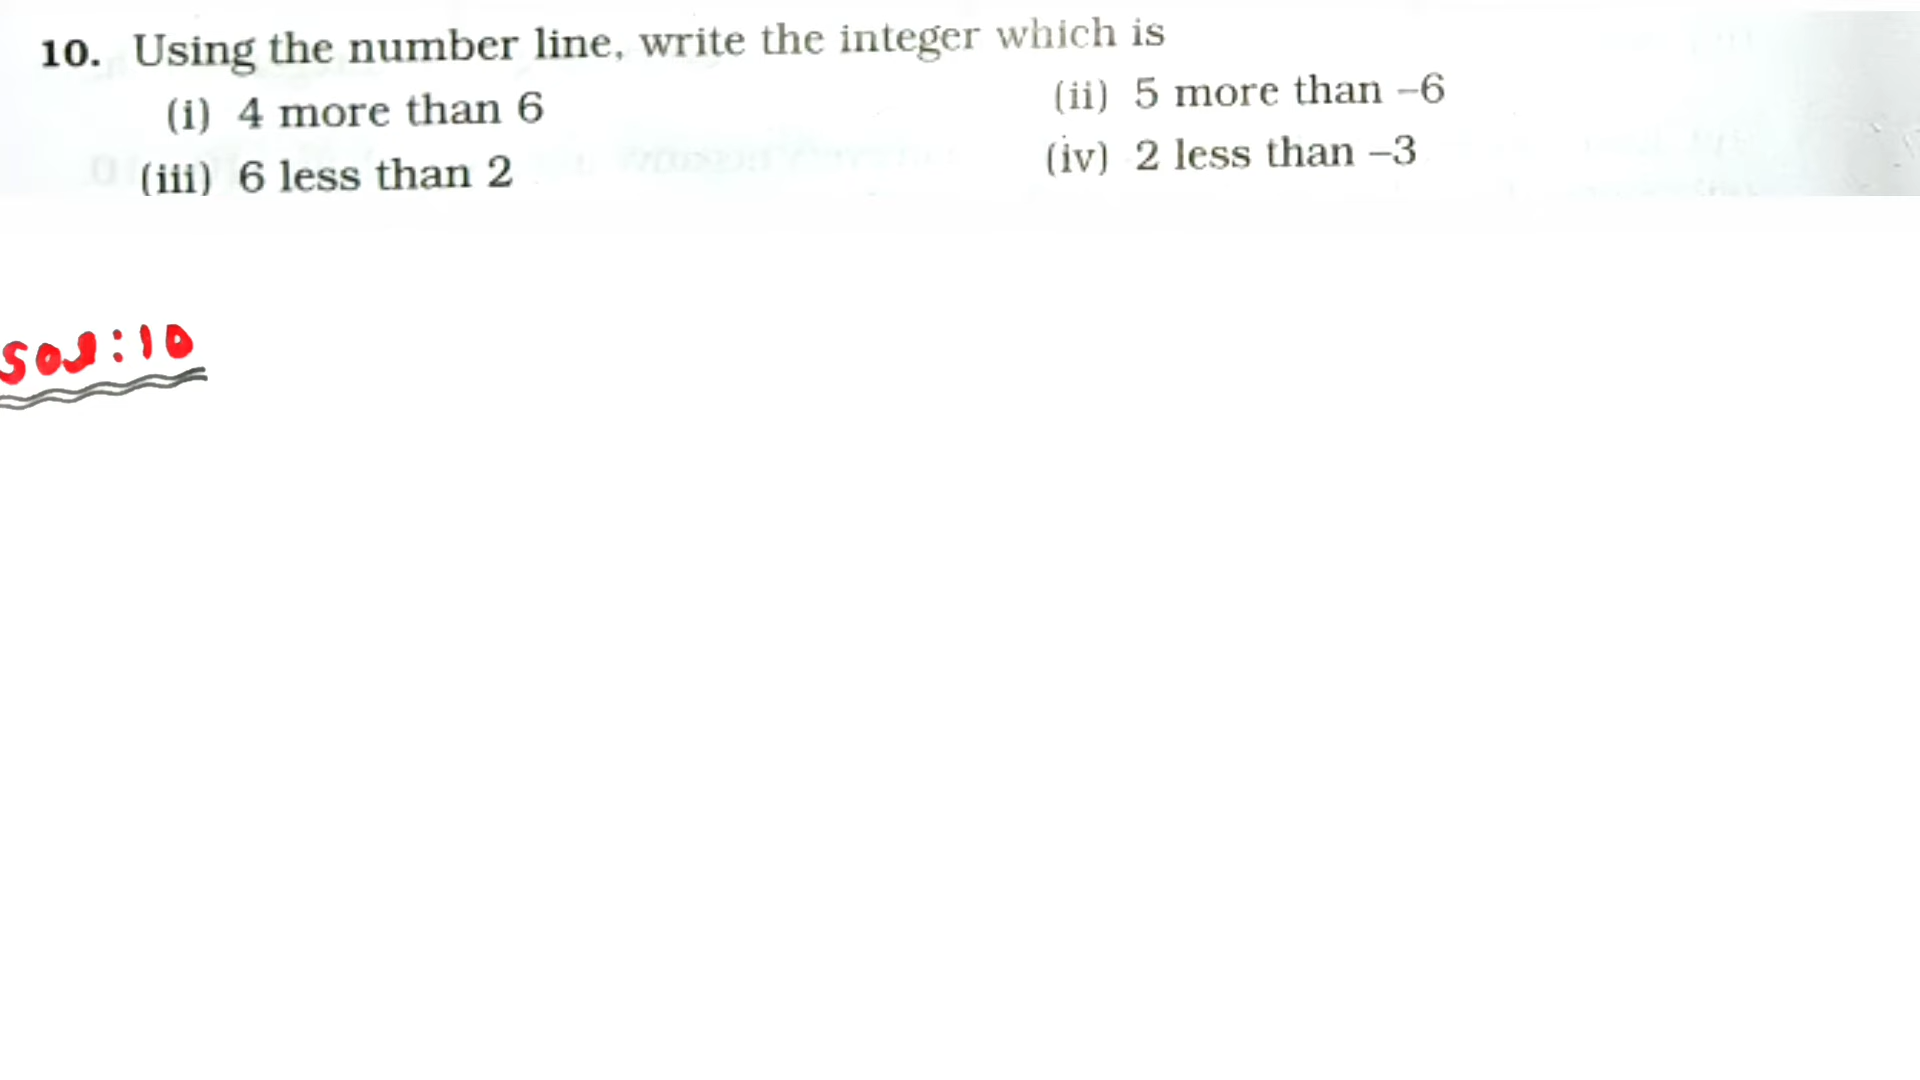 10. Using the number line, write the integer which is
(i) 4 more than 6 (ii) 5 more than –6
(iii) 6 less than 2 (iv) 2 less than –3
Sol:10